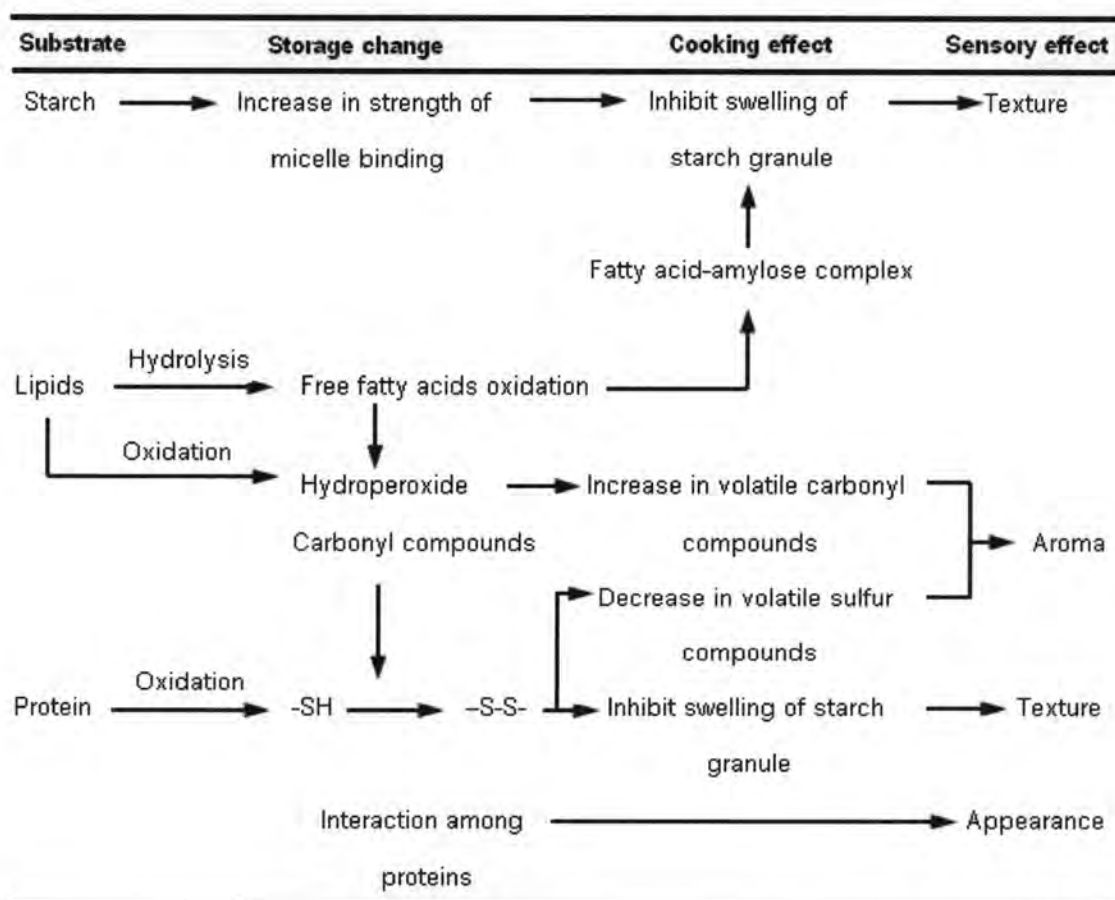 Substrate Storage change Cooking effect Sensory effect
Starch Increase in strength of Inhibit swelling of Texture
micelle binding starch granule
Fatty acid-amylose complex
Hydrolysis
Lipids Free fatty acids oxidation
Oxidation
Hydroperoxide Increase in volatile carbonyl
Carbonyl compounds compounds Aroma
Decrease in volatile sulfur
compounds
Oxidation
Protein -SH –S-S- Inhibit swelling of starch Texture
granule
Interaction among Appearance
proteins